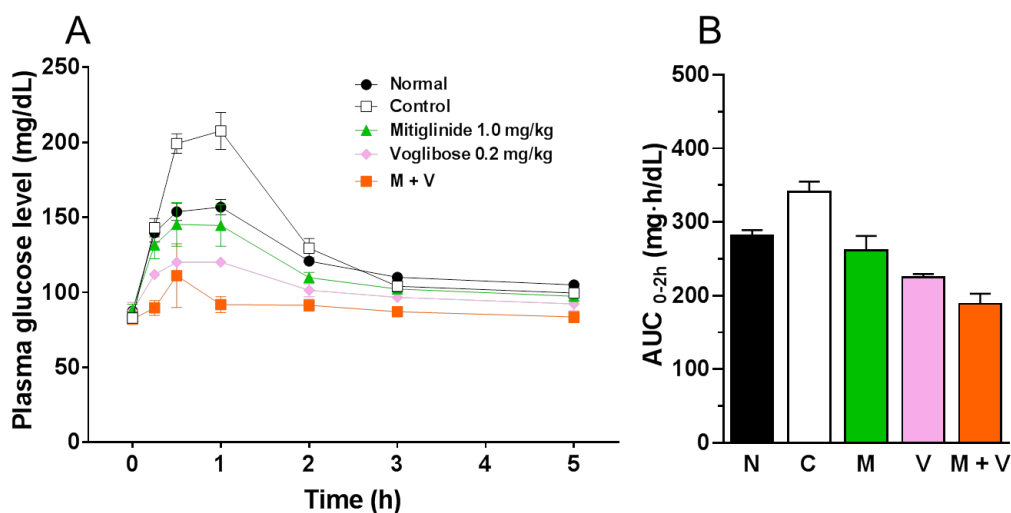 A
B
Plasma glucose level (mg/dL)
250
200
150
100
50
0
Normal
Control
Mitiglinide 1.0 mg/kg
Voglibose 0.2 mg/kg
M + V
0
1
2
3
4
5
Time (h)
AUC 0-2h (mg·h/dL)
500
400
300
200
100
0
N C M V M + V